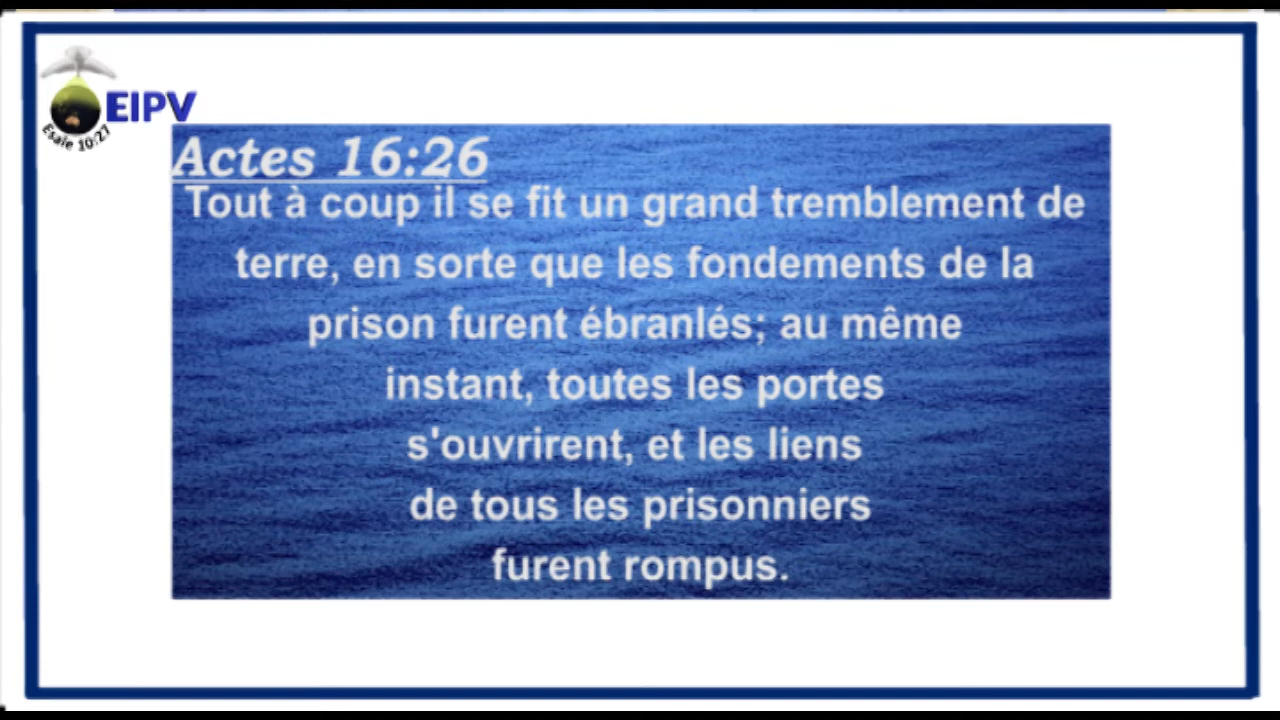 EIPV
Esaïe 10:27
Actes 16:26
Tout à coup il se fit un grand tremblement de
terre, en sorte que les fondements de la
prison furent ébranlés; au même
instant, toutes les portes
s'ouvrirent, et les liens
de tous les prisonniers
furent rompus.